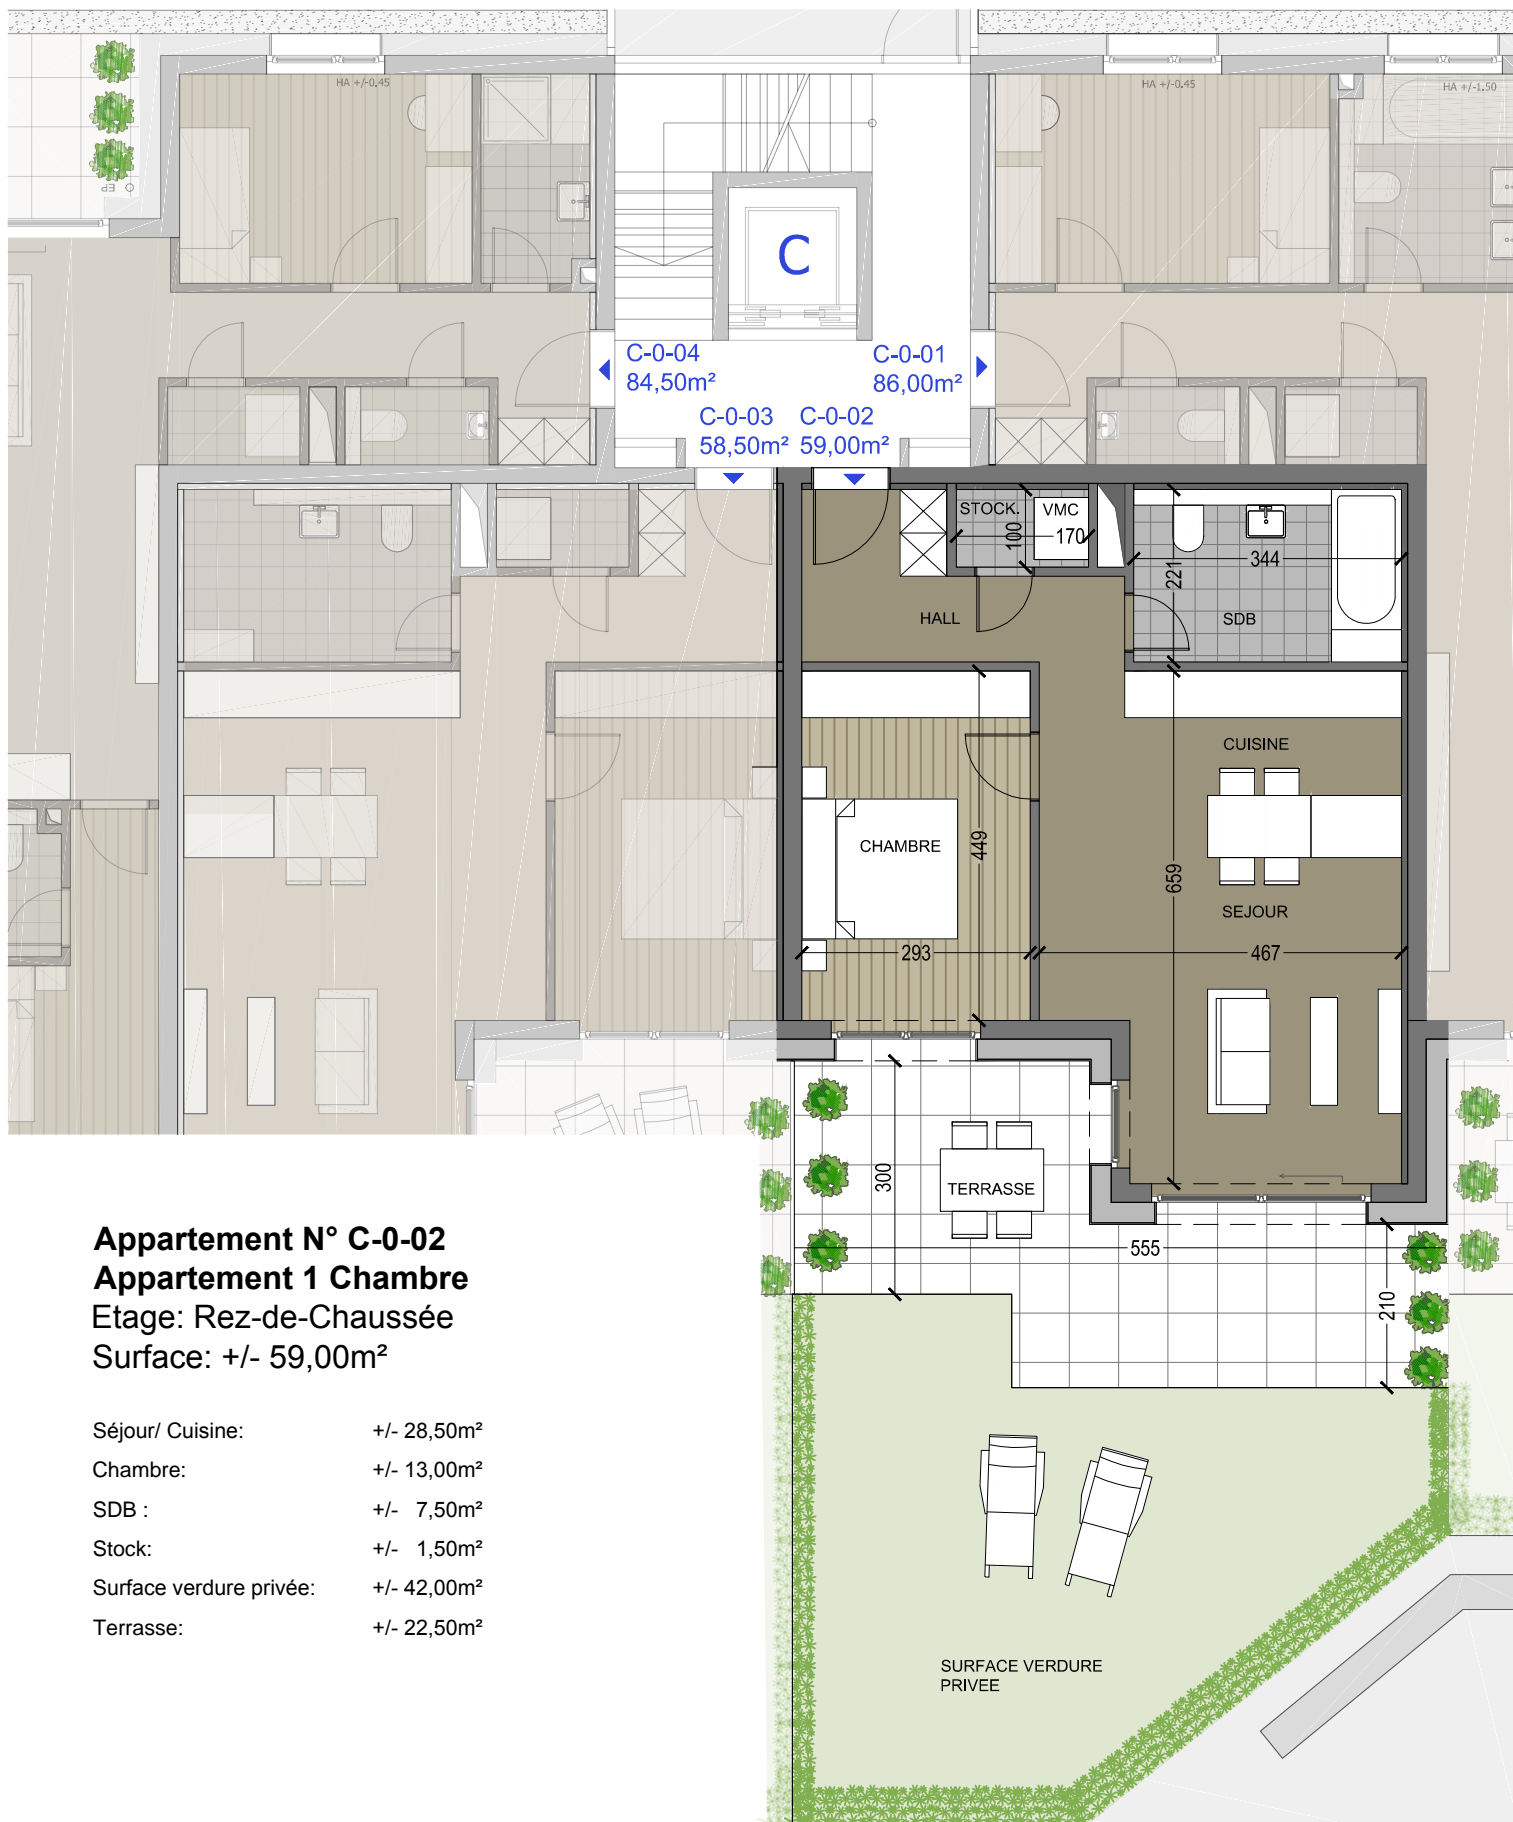 HA +/-0.45
HA +/-0.45
HA +/-1.50
EP
C
C-0-04
84,50m²
C-0-01
86,00m²
C-0-03
58,50m²
C-0-02
59,00m²
STOCK.
VMC
100
170
344
221
HALL
SDB
CUISINE
CHAMBRE
449
659
SEJOUR
293
467
300
TERRASSE
555
210
Appartement N° C-0-02
Appartement 1 Chambre
Etage: Rez-de-Chaussée
Surface: +/- 59,00m²
Séjour/ Cuisine: +/- 28,50m²
Chambre: +/- 13,00m²
SDB : +/- 7,50m²
Stock: +/- 1,50m²
Surface verdure privée: +/- 42,00m²
Terrasse: +/- 22,50m²
SURFACE VERDURE
PRIVEE